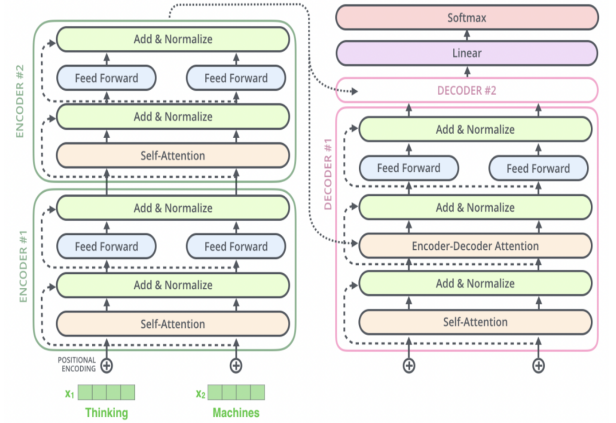 ENCODER #2
Add & Normalize
Feed Forward Feed Forward
Add & Normalize
Self-Attention
ENCODER #1
Add & Normalize
Feed Forward Feed Forward
Add & Normalize
Self-Attention
POSITIONAL
ENCODING
x1 x2
Thinking Machines
Softmax
Linear
DECODER #2
DECODER #1
Add & Normalize
Feed Forward Feed Forward
Add & Normalize
Encoder-Decoder Attention
Add & Normalize
Self-Attention